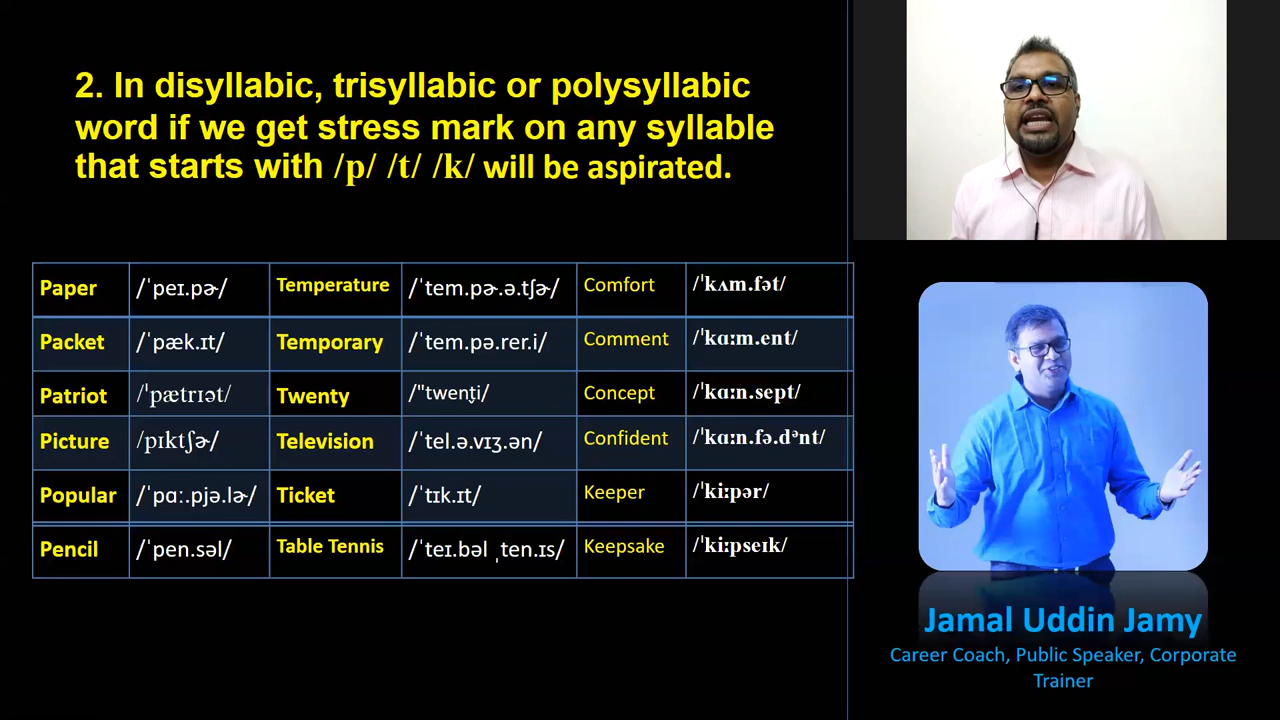 2. In disyllabic, trisyllabic or polysyllabic
word if we get stress mark on any syllable
that starts with /p/ /t/ /k/ will be aspirated.
Paper /ˈpeɪ.pɚ/ Temperature /ˈtem.pɚ.ə.tʃɚ/ Comfort /ˈkʌm.fət/
Packet /ˈpæk.ɪt/ Temporary /ˈtem.pə.rer.i/ Comment /ˈkɑːm.ent/
Patriot /ˈpætrɪət/ Twenty /ˈˈtwen̯ti/ Concept /ˈkɑːn.sept/
Picture /pɪktʃɚ/ Television /ˈtel.ə.vɪʒ.ən/ Confident /ˈkɑːn.fə.dᵊnt/
Popular /ˈpɑː.pjə.lɚ/ Ticket /ˈtɪk.ɪt/ Keeper /ˈkiːpər/
Pencil /ˈpen.səl/ Table Tennis /ˈteɪ.bəl ˌten.ɪs/ Keepsake /ˈkiːpseɪk/
Jamal Uddin Jamy
Career Coach, Public Speaker, Corporate
Trainer